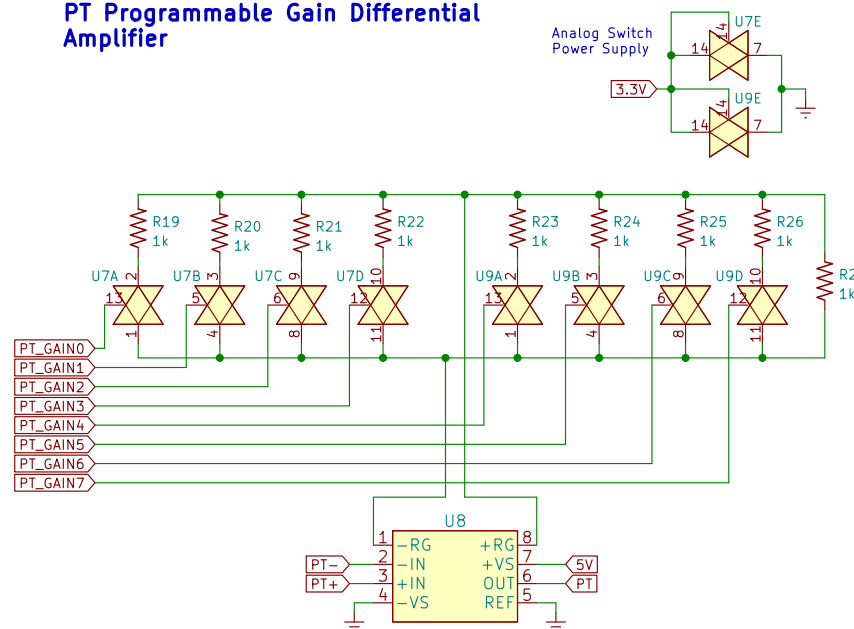 PT Programmable Gain Differential
Amplifier
Analog Switch
Power Supply
U7E
14
14
7
3.3V
U9E
14
14
7
R19
1k
R20
1k
R21
1k
R22
1k
R23
1k
R24
1k
R25
1k
R26
1k
1k
U7A
2
13
1
U7B
3
5
4
U7C
9
6
8
U7D
10
12
11
U9A
2
13
1
U9B
3
5
4
U9C
9
6
8
U9D
10
12
11
PT_GAIN0
PT_GAIN1
PT_GAIN2
PT_GAIN3
PT_GAIN4
PT_GAIN5
PT_GAIN6
PT_GAIN7
U8
1 -RG +RG 8
PT- 2 -IN +VS 7 5V
PT+ 3 +IN OUT 6 PT
4 -VS REF 5